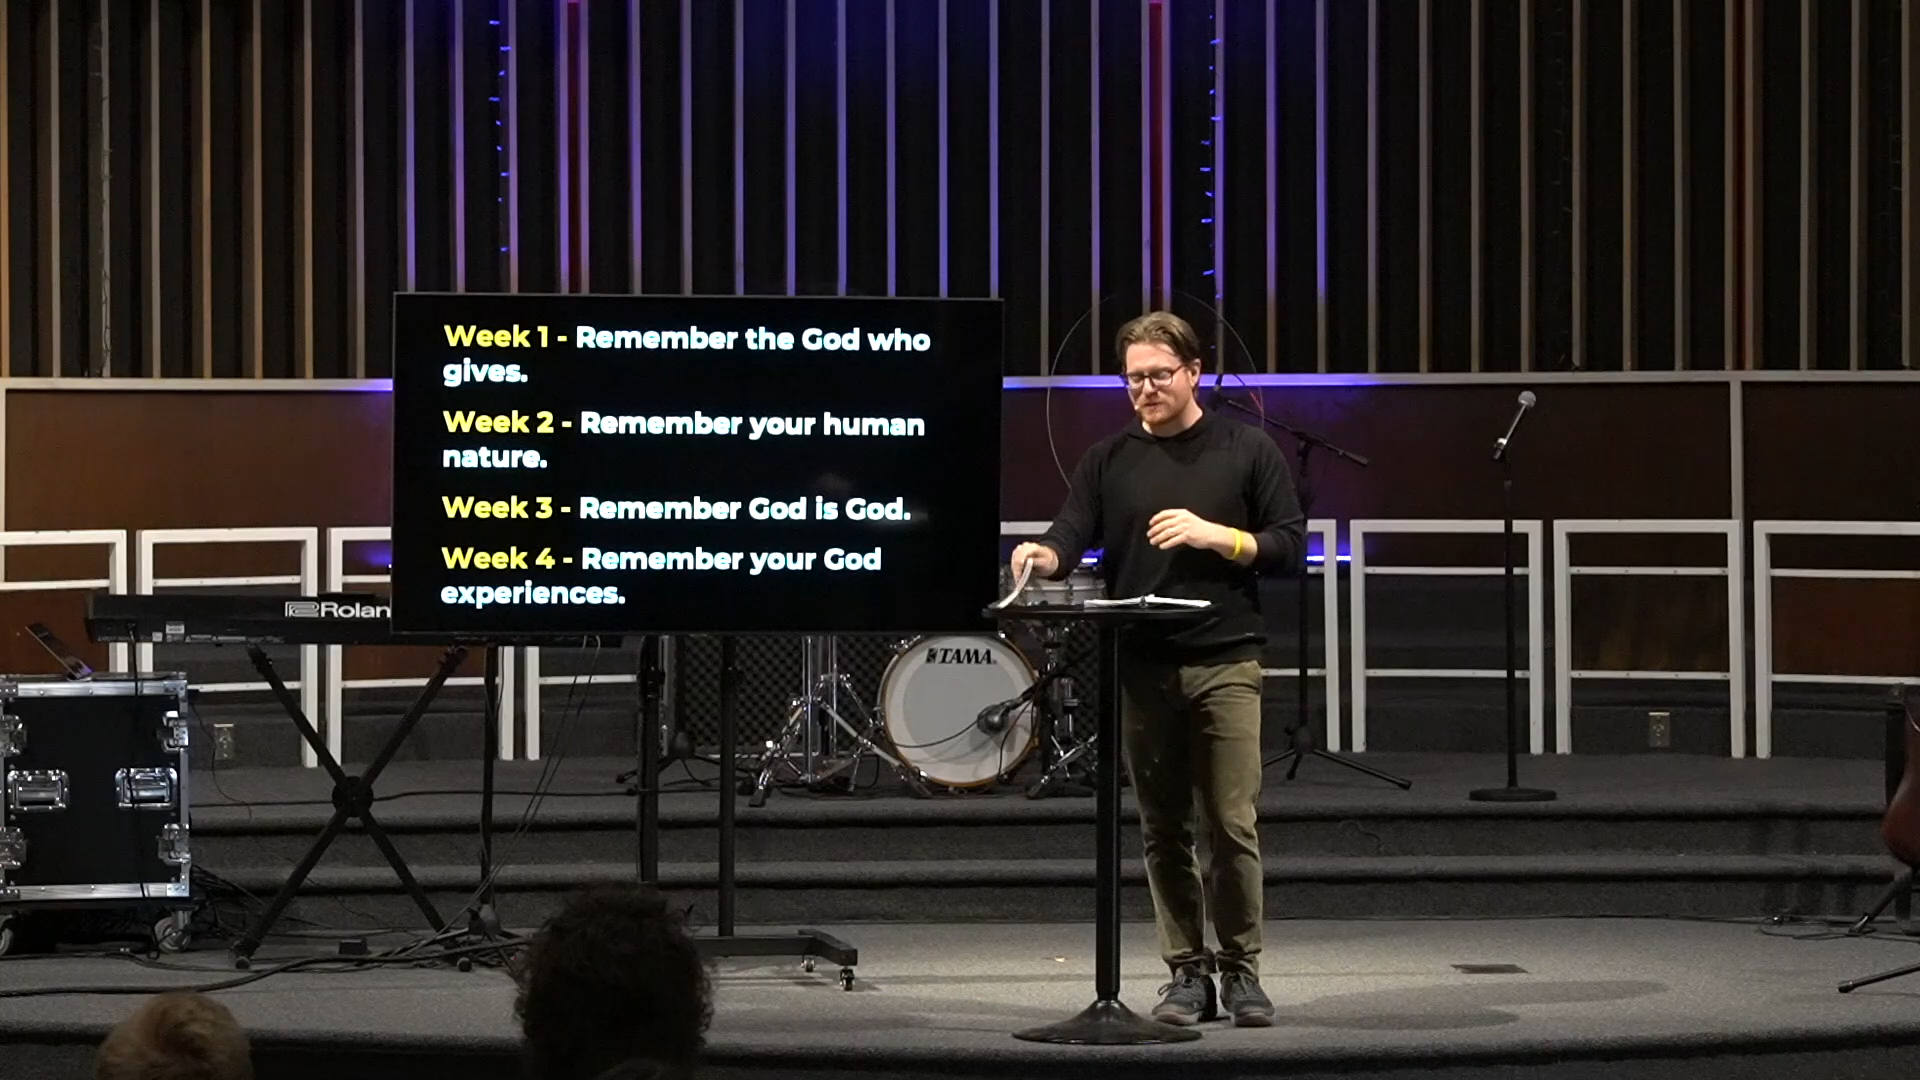 Week 1 - Remember the God who
gives.
Week 2 - Remember your human
nature.
Week 3 - Remember God is God.
Week 4 - Remember your God
experiences.
Rolan
TAMA